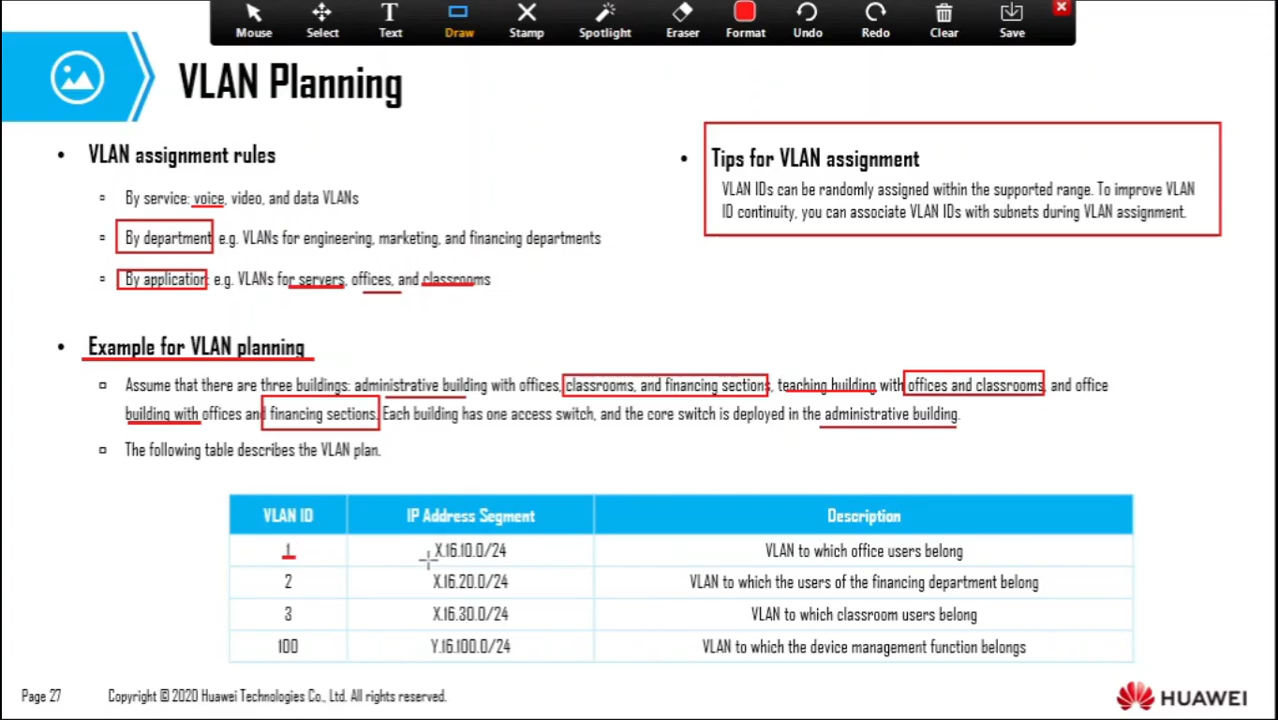 Mouse Select Text Draw Stamp Spotlight Eraser Format Undo Redo Clear Save
VLAN Planning
• VLAN assignment rules
▫ By service: voice, video, and data VLANs
▫ By department: e.g. VLANs for engineering, marketing, and financing departments
▫ By application: e.g. VLANs for servers, offices, and classrooms
• Tips for VLAN assignment
VLAN IDs can be randomly assigned within the supported range. To improve VLAN
ID continuity, you can associate VLAN IDs with subnets during VLAN assignment.
• Example for VLAN planning
▫ Assume that there are three buildings: administrative building with offices, classrooms, and financing sections, teaching building with offices and classrooms, and office
building with offices and financing sections. Each building has one access switch, and the core switch is deployed in the administrative building.
▫ The following table describes the VLAN plan.
VLAN ID IP Address Segment Description
1 X.16.10.0/24 VLAN to which office users belong
2 X.16.20.0/24 VLAN to which the users of the financing department belong
3 X.16.30.0/24 VLAN to which classroom users belong
100 Y.16.100.0/24 VLAN to which the device management function belongs
Page 27 Copyright © 2020 Huawei Technologies Co., Ltd. All rights reserved.
HUAWEI